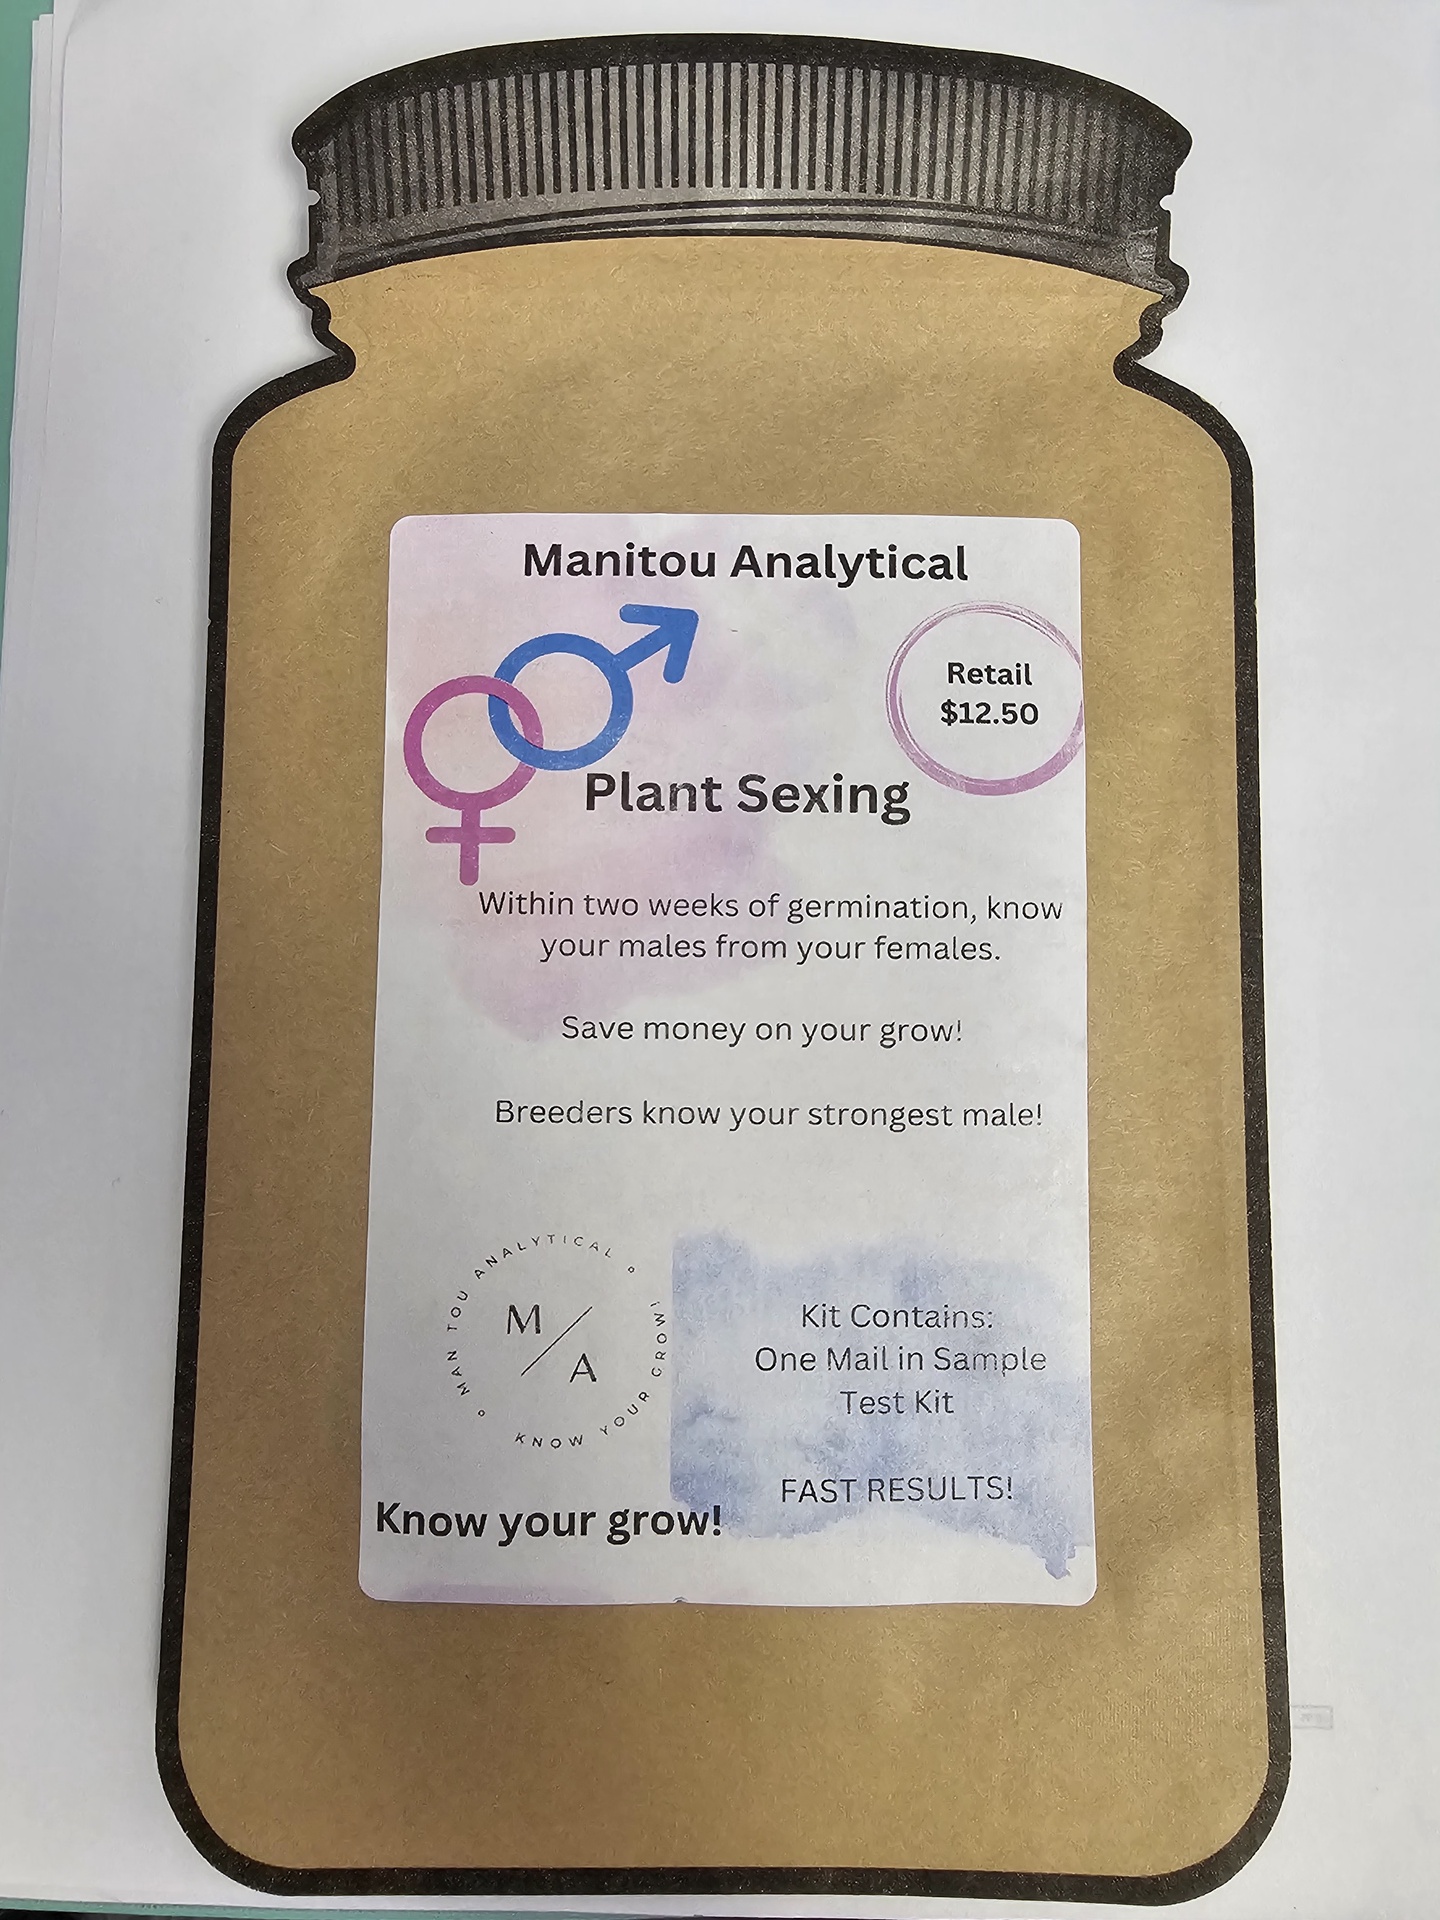 Manitou Analytical
Retail
$12.50
Plant Sexing
Within two weeks of germination, know
your males from your females.
Save money on your grow!
Breeders know your strongest male!
MANITOU ANALYTICAL
M
A
KNOW YOUR GROW!
Kit Contains:
One Mail in Sample
Test Kit
FAST RESULTS!
Know your grow!